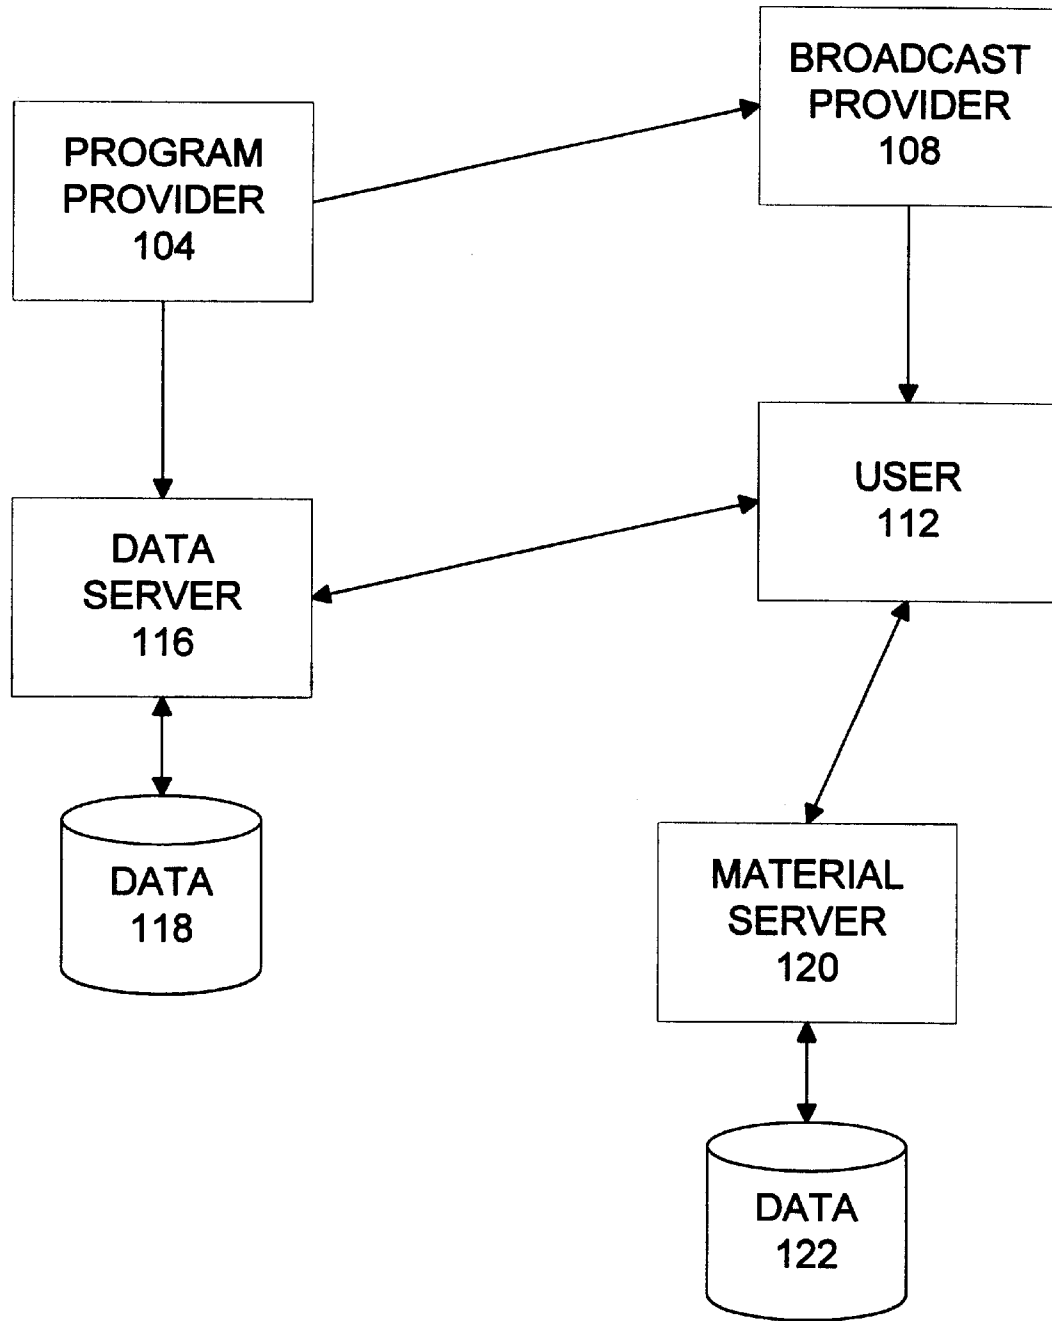 BROADCAST
PROVIDER
108
PROGRAM
PROVIDER
104
USER
112
DATA
SERVER
116
DATA
118
MATERIAL
SERVER
120
DATA
122